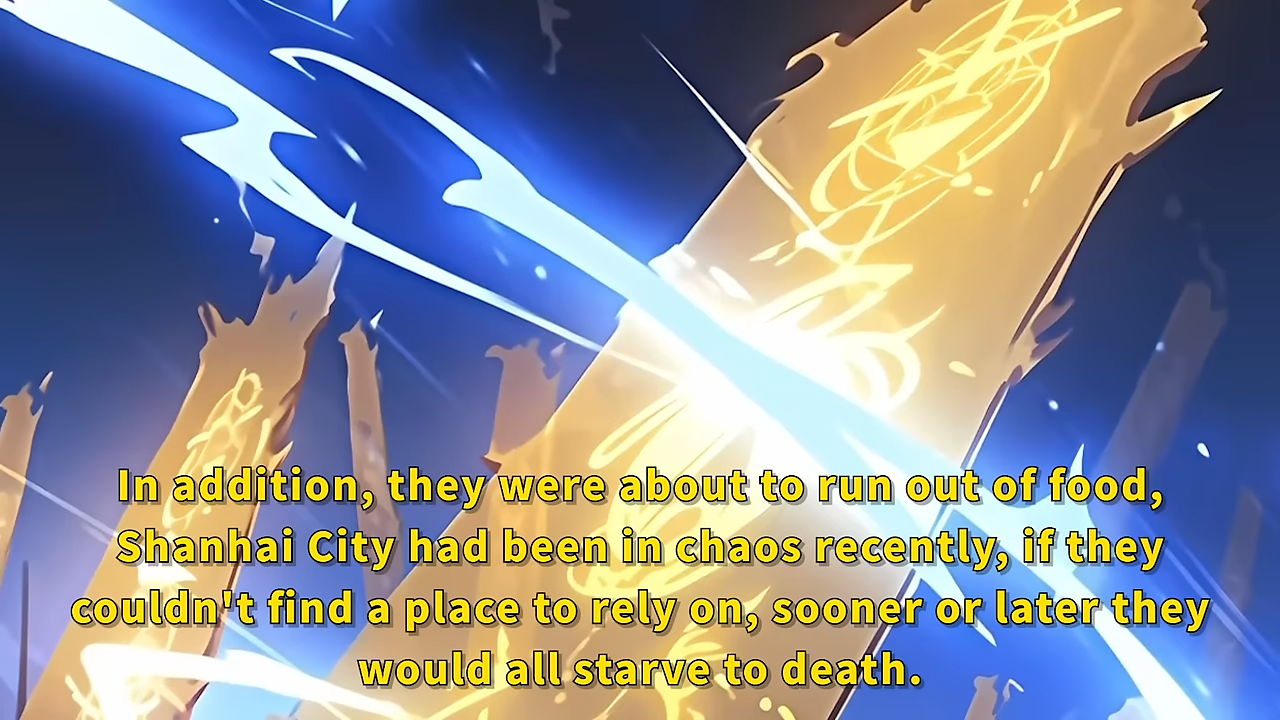 In addition, they were about to run out of food,
Shanhai City had been in chaos recently, if they
couldn't find a place to rely on, sooner or later they
would all starve to death.